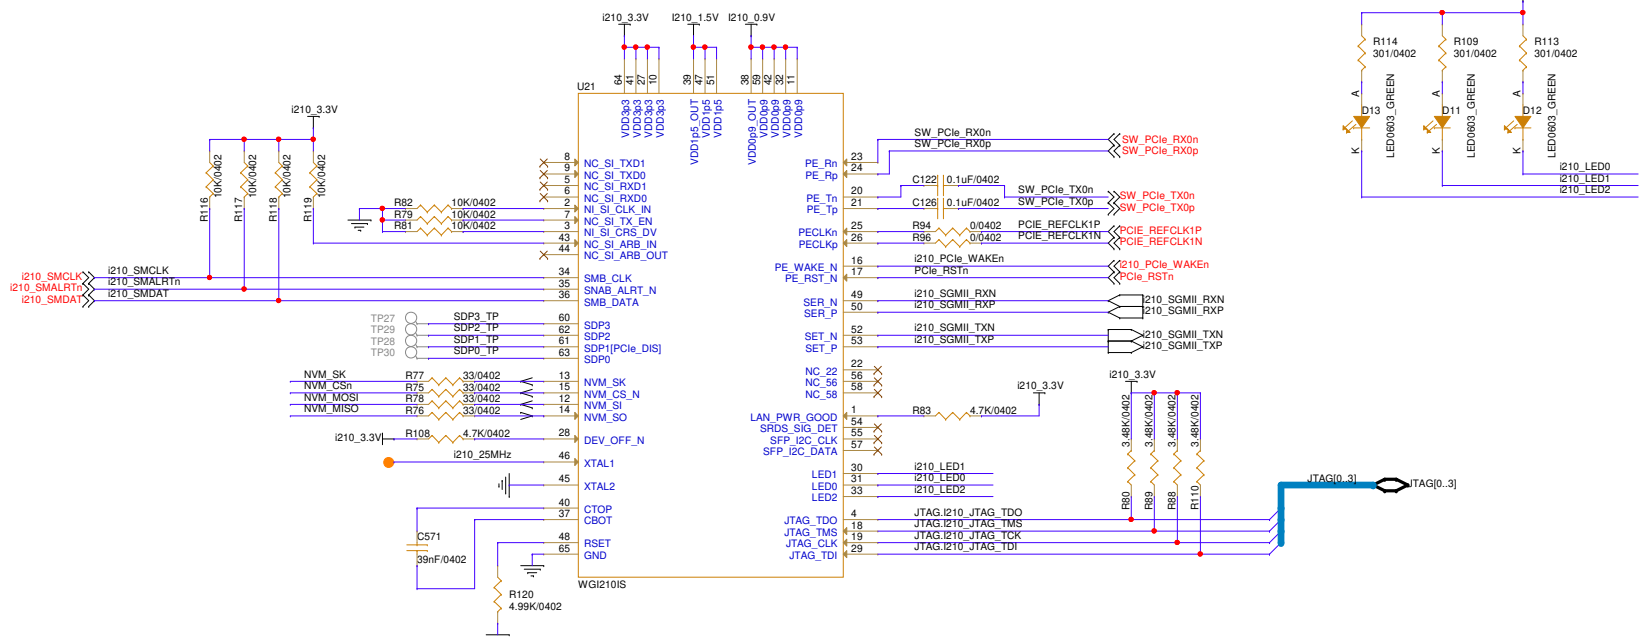 i210_3.3V
I210_1.5V
I210_0.9V
64
41
27
10
39
47
51
38
59
42
32
11
U21
VDD3p3
VDD3p3
VDD3p3
VDD3p3
VDD1p5_OUT
VDD1p5
VDD1p5
VDD0p9_OUT
VDD0p9
VDD0p9
VDD0p9
VDD0p9
R114
301/0402
R109
301/0402
R113
301/0402
A
A
A
D13
D11
D12
K
K
K
LED0603_GREEN
LED0603_GREEN
LED0603_GREEN
i210_LED0
i210_LED1
i210_LED2
i210_3.3V
R116
10K/0402
R117
10K/0402
R118
10K/0402
R119
10K/0402
8 NC_SI_TXD1
9 NC_SI_TXD0
5 NC_SI_RXD1
6 NC_SI_RXD0
R82 10K/0402 2 NI_SI_CLK_IN
R79 10K/0402 7 NC_SI_TX_EN
R81 10K/0402 3 NI_SI_CRS_DV
43 NC_SI_ARB_IN
44 NC_SI_ARB_OUT
i210_SMCLK i210_SMCLK 34 SMB_CLK
i210_SMALRTn i210_SMALRTn 35 SNAB_ALRT_N
i210_SMDAT i210_SMDAT 36 SMB_DATA
TP27 SDP3_TP 60 SDP3
TP29 SDP2_TP 62 SDP2
TP28 SDP1_TP 61 SDP1[PCIe_DIS]
TP30 SDP0_TP 63 SDP0
NVM_SK R77 33/0402 13 NVM_SK
NVM_CSn R75 33/0402 15 NVM_CS_N
NVM_MOSI R78 33/0402 12 NVM_SI
NVM_MISO R76 33/0402 14 NVM_SO
i210_3.3V R108 4.7K/0402 28 DEV_OFF_N
i210_25MHz 46 XTAL1
45 XTAL2
40 CTOP
37 CBOT
C571
39nF/0402
48 RSET
65 GND
R120
4.99K/0402
WGI210IS
PE_Rn 23 SW_PCIe_RX0n SW_PCIe_RX0n
PE_Rp 24 SW_PCIe_RX0p SW_PCIe_RX0p
PE_Tn 20 C122 0.1uF/0402 SW_PCIe_TX0n SW_PCIe_TX0n
PE_Tp 21 C126 0.1uF/0402 SW_PCIe_TX0p SW_PCIe_TX0p
PECLKn 25 R94 0/0402 PCIE_REFCLK1P PCIE_REFCLK1P
PECLKp 26 R96 0/0402 PCIE_REFCLK1N PCIE_REFCLK1N
PE_WAKE_N 16 i210_PCIe_WAKEn i210_PCIe_WAKEn
PE_RST_N 17 PCIe_RSTn PCIe_RSTn
SER_N 49 i210_SGMII_RXN i210_SGMII_RXN
SER_P 50 i210_SGMII_RXP i210_SGMII_RXP
SET_N 52 i210_SGMII_TXN i210_SGMII_TXN
SET_P 53 i210_SGMII_TXP i210_SGMII_TXP
NC_22 22
NC_56 56
NC_58 58
LAN_PWR_GOOD 1 R83 4.7K/0402 i210_3.3V
SRDS_SIG_DET 54
SFP_I2C_CLK 55
SFP_I2C_DATA 57
LED1 30 i210_LED1
LED0 31 i210_LED0
LED2 33 i210_LED2
JTAG_TDO 4 JTAG.I210_JTAG_TDO
JTAG_TMS 18 JTAG.I210_JTAG_TMS
JTAG_CLK 19 JTAG.I210_JTAG_TCK
JTAG_TDI 29 JTAG.I210_JTAG_TDI
i210_3.3V
R80
3.48K/0402
R89
3.48K/0402
R88
3.48K/0402
R110
3.48K/0402
JTAG[0..3] JTAG[0..3]